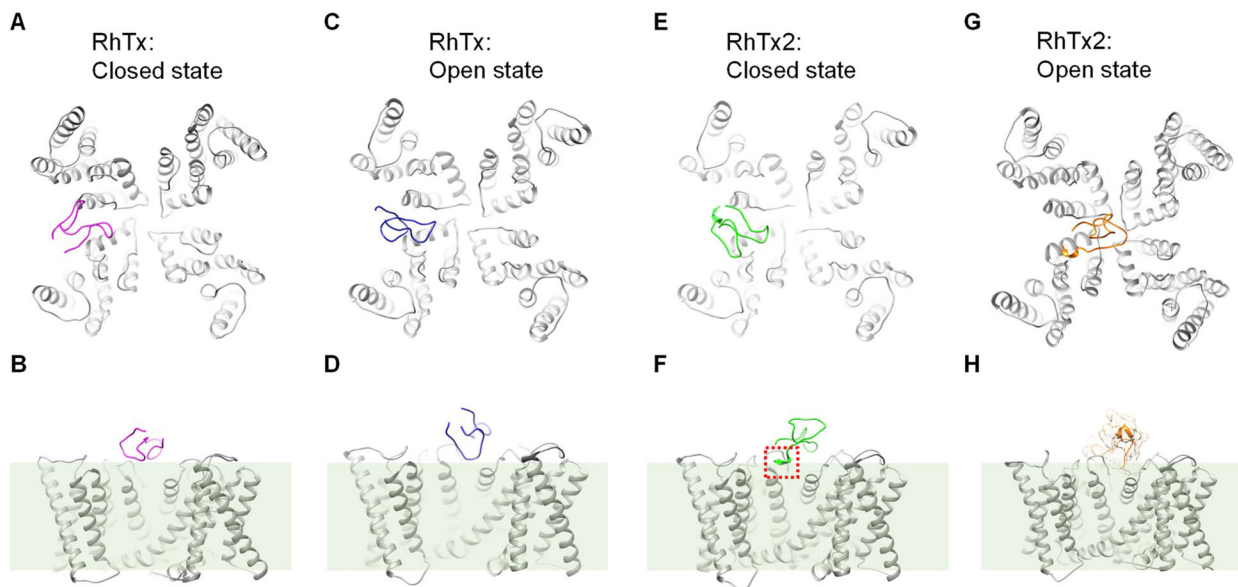 A
RhTx:
Closed state
C
RhTx:
Open state
E
RhTx2:
Closed state
G
RhTx2:
Open state
B
D
F
H